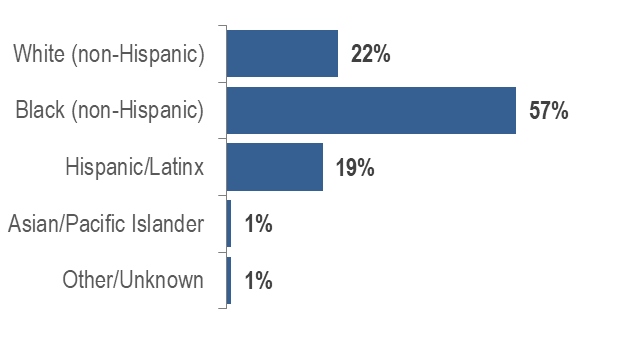 White (non-Hispanic) 22%
Black (non-Hispanic) 57%
Hispanic/Latinx 19%
Asian/Pacific Islander 1%
Other/Unknown 1%